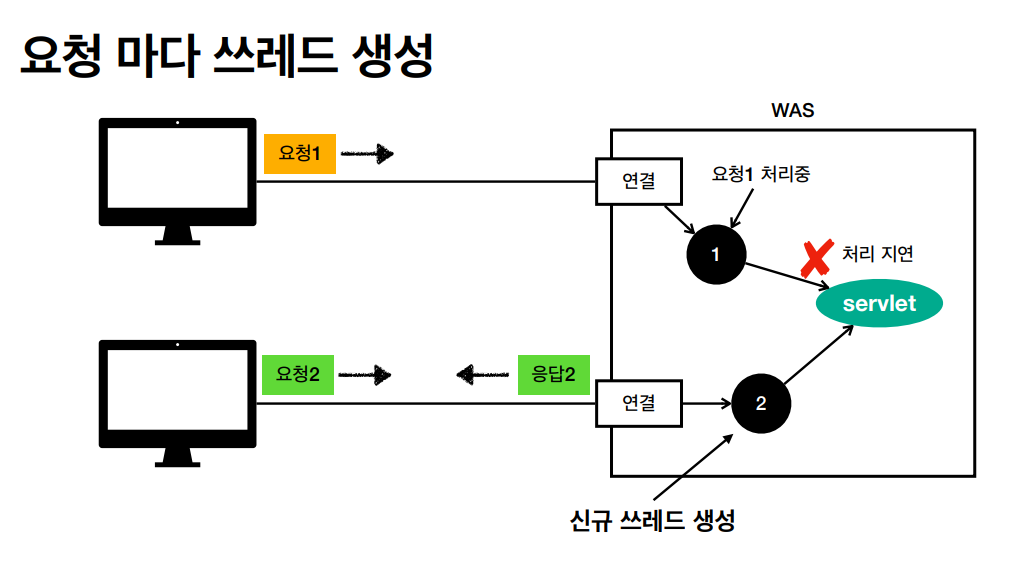 요청 마다 쓰레드 생성
WAS
요청1
연결
요청1 처리중
1
처리 지연
servlet
요청2
응답2
연결
2
신규 쓰레드 생성